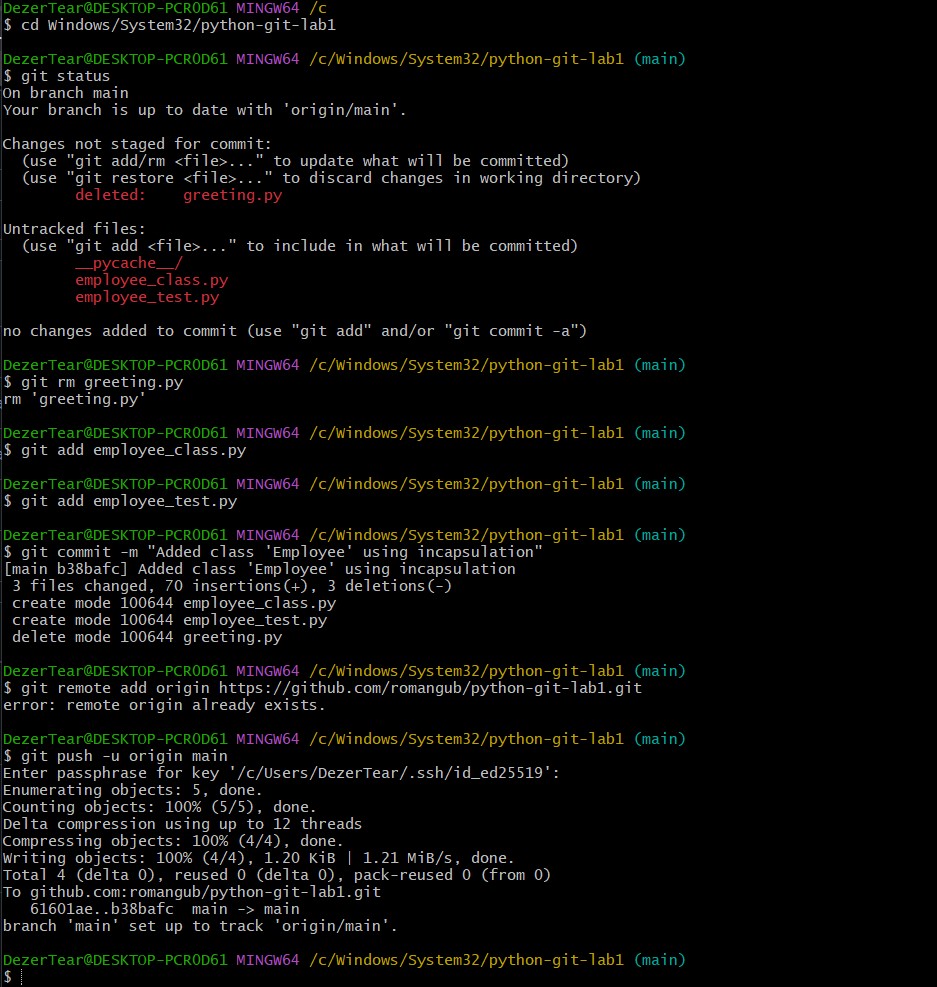 DezerTear@DESKTOP-PCROD61 MINGW64 /c
$ cd Windows/System32/python-git-lab1
DezerTear@DESKTOP-PCROD61 MINGW64 /c/Windows/System32/python-git-lab1 (main)
$ git status
On branch main
Your branch is up to date with 'origin/main'.
Changes not staged for commit:
  (use "git add/rm <file>..." to update what will be committed)
  (use "git restore <file>..." to discard changes in working directory)
        deleted:    greeting.py
Untracked files:
  (use "git add <file>..." to include in what will be committed)
        __pycache__/
        employee_class.py
        employee_test.py
no changes added to commit (use "git add" and/or "git commit -a")
DezerTear@DESKTOP-PCROD61 MINGW64 /c/Windows/System32/python-git-lab1 (main)
$ git rm greeting.py
rm 'greeting.py'
DezerTear@DESKTOP-PCROD61 MINGW64 /c/Windows/System32/python-git-lab1 (main)
$ git add employee_class.py
DezerTear@DESKTOP-PCROD61 MINGW64 /c/Windows/System32/python-git-lab1 (main)
$ git add employee_test.py
DezerTear@DESKTOP-PCROD61 MINGW64 /c/Windows/System32/python-git-lab1 (main)
$ git commit -m "Added class 'Employee' using incapsulation"
[main b38bafc] Added class 'Employee' using incapsulation
 3 files changed, 70 insertions(+), 3 deletions(-)
 create mode 100644 employee_class.py
 create mode 100644 employee_test.py
 delete mode 100644 greeting.py
DezerTear@DESKTOP-PCROD61 MINGW64 /c/Windows/System32/python-git-lab1 (main)
$ git remote add origin https://github.com/romangub/python-git-lab1.git
error: remote origin already exists.
DezerTear@DESKTOP-PCROD61 MINGW64 /c/Windows/System32/python-git-lab1 (main)
$ git push -u origin main
Enter passphrase for key '/c/Users/DezerTear/.ssh/id_ed25519':
Enumerating objects: 5, done.
Counting objects: 100% (5/5), done.
Delta compression using up to 12 threads
Compressing objects: 100% (4/4), done.
Writing objects: 100% (4/4), 1.20 KiB | 1.21 MiB/s, done.
Total 4 (delta 0), reused 0 (delta 0), pack-reused 0 (from 0)
To github.com:romangub/python-git-lab1.git
   61601ae..b38bafc  main -> main
branch 'main' set up to track 'origin/main'.
DezerTear@DESKTOP-PCROD61 MINGW64 /c/Windows/System32/python-git-lab1 (main)
$